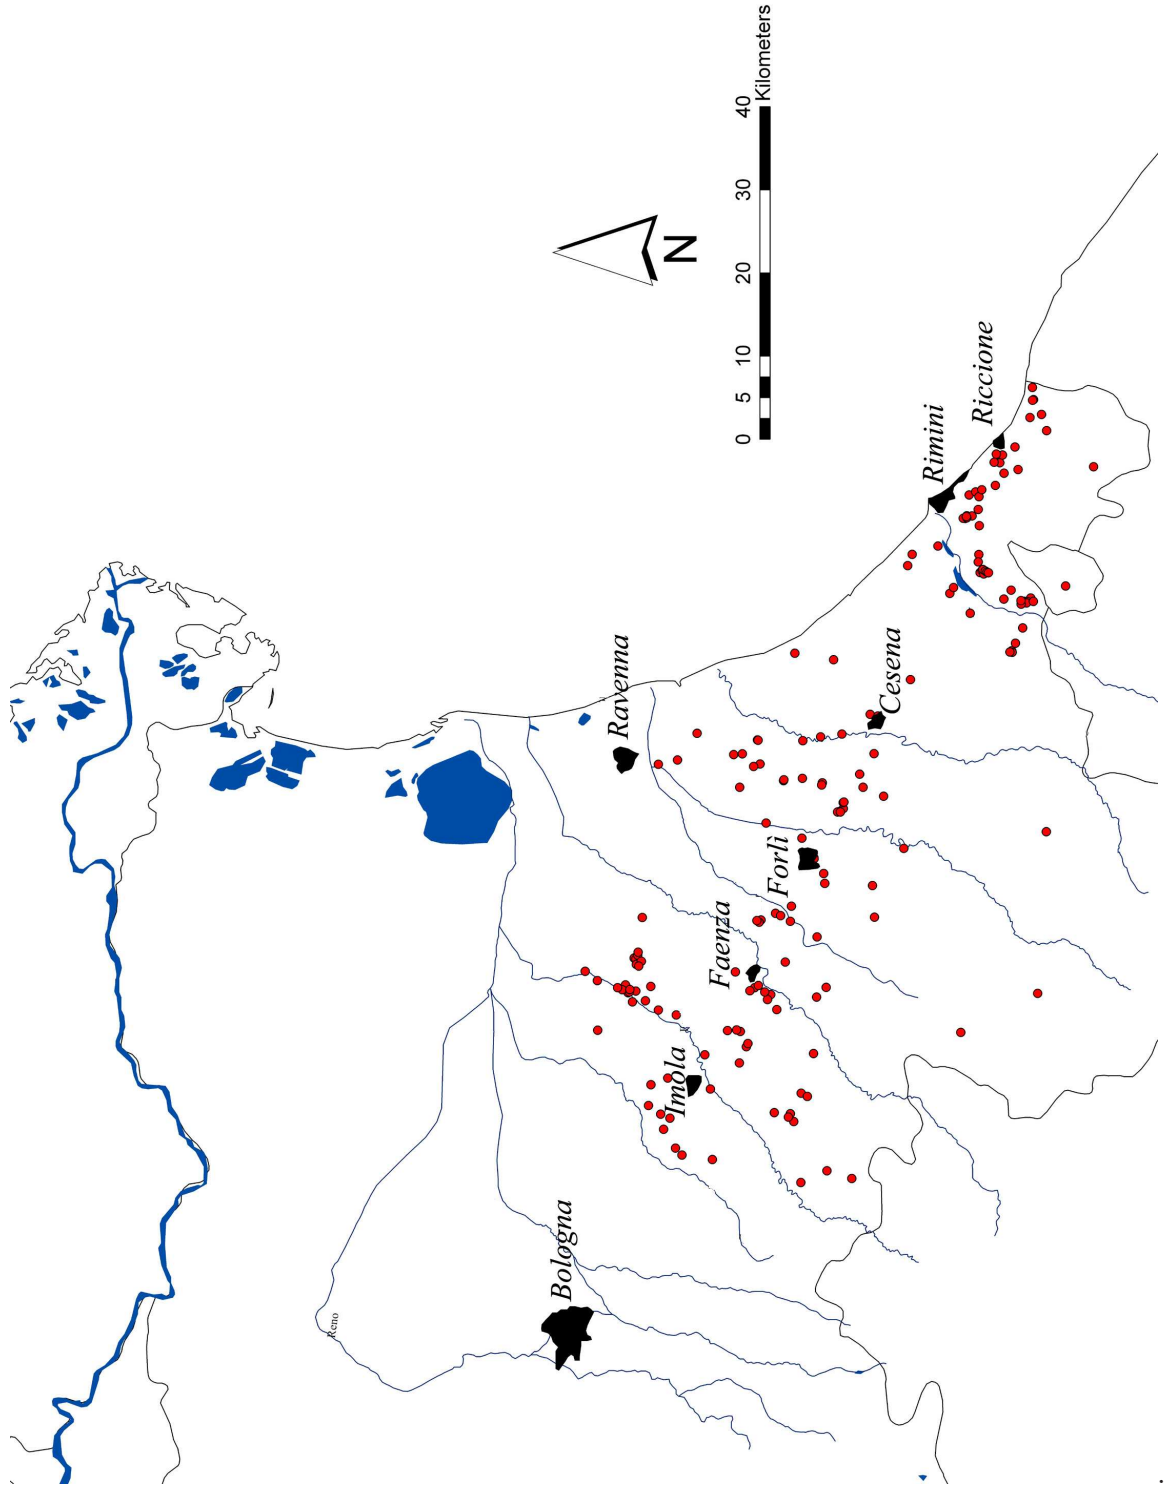 Reno
Bologna
Imola
Faenza
Forlì
Ravenna
Cesena
Rimini
Riccione
N
0 5 10 20 30 40
Kilometers